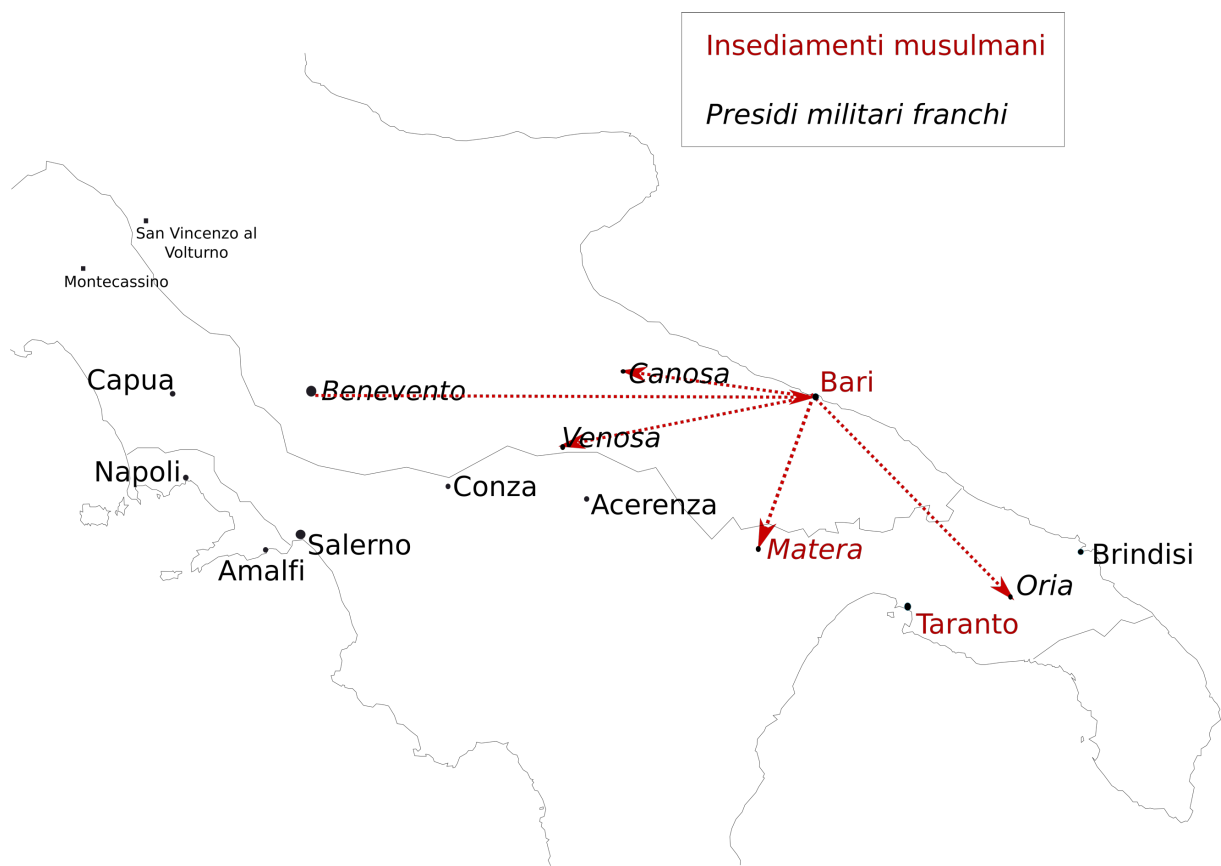 Insediamenti musulmani
Presidi militari franchi
San Vincenzo al
Volturno
Montecassino
Capua
Benevento
Canosa
Bari
Venosa
Napoli
Conza
Acerenza
Salerno
Amalfi
Matera
Brindisi
Oria
Taranto